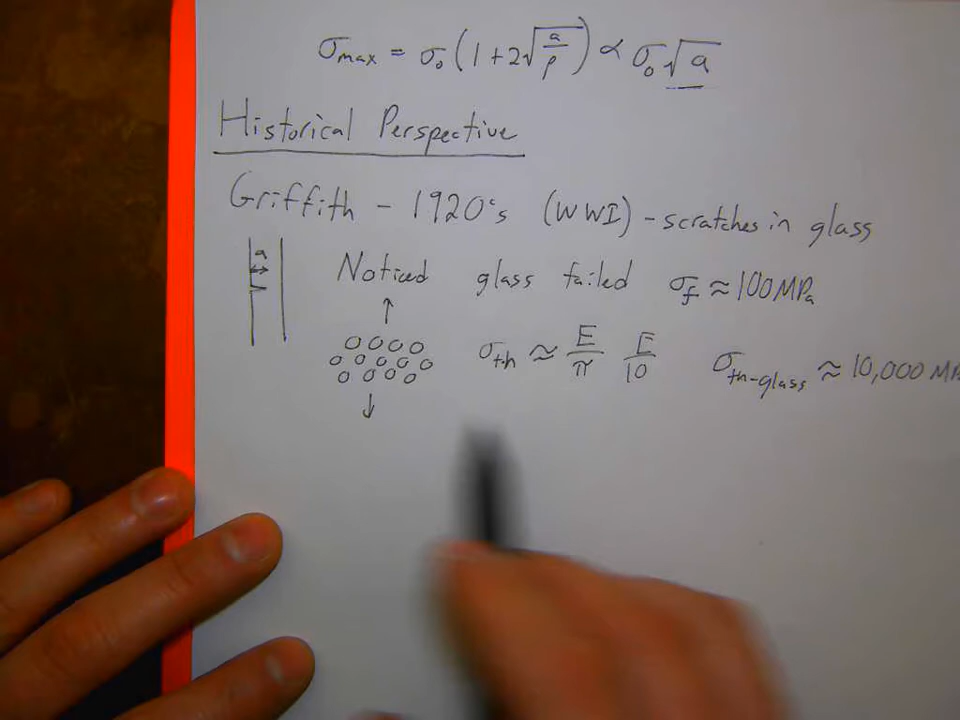 σmax = σ₀ (1 + 2√(a/ρ)) ∝ σ₀√a
Historical Perspective
Griffith - 1920's (WWI) - scratches in glass
a
Noticed glass failed σf ≈ 100 MPa
σth ≈ E/π E/10 σth-glass ≈ 10,000 MPa